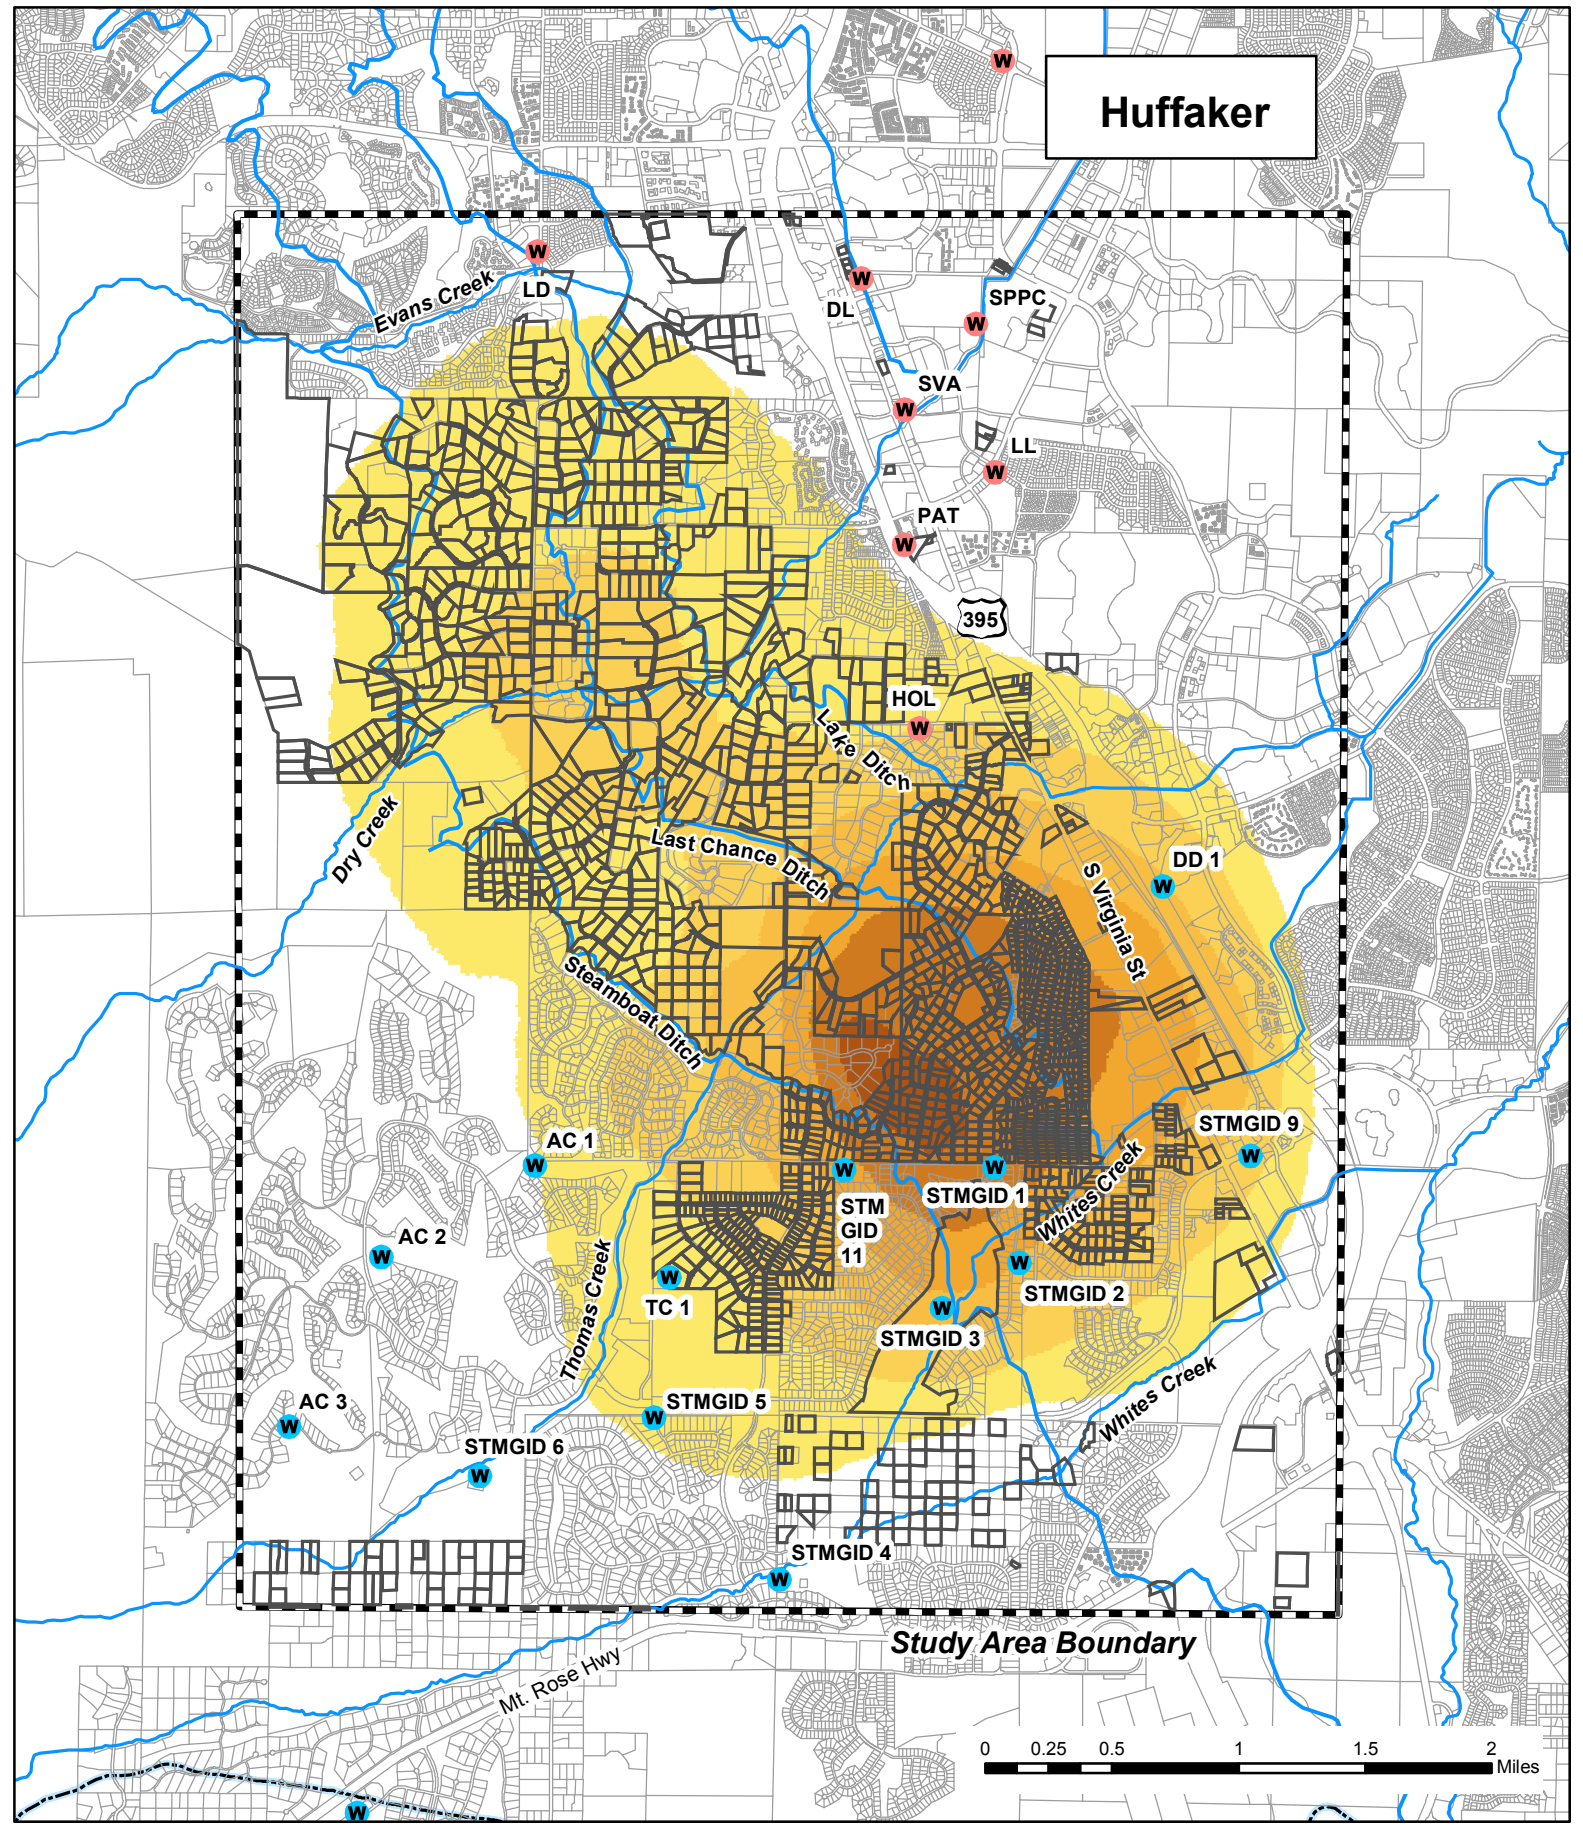 W
Huffaker
W
Evans Creek
LD
W
DL
SPPC
W
SVA
W
LL
W
PAT
W
395
HOL
W
Lake Ditch
Dry Creek
Last Chance Ditch
S Virginia St
DD 1
W
Steamboat Ditch
AC 1
W
STMGID 9
W
W
STM
GID
11
W
STMGID 1
Whites Creek
AC 2
W
Thomas Creek
W
TC 1
W
STMGID 2
W
STMGID 3
Whites Creek
AC 3
W
STMGID 5
W
STMGID 6
W
STMGID 4
W
Study Area Boundary
Mt. Rose Hwy
0 0.25 0.5 1 1.5 2
Miles
W